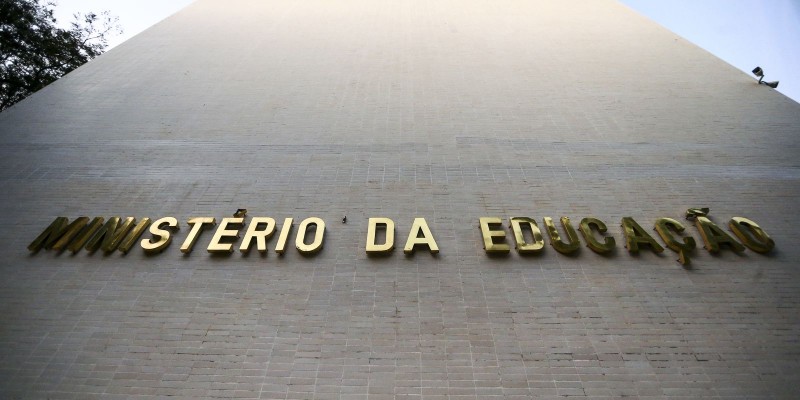 MINISTÉRIO DA EDUCAÇÃO